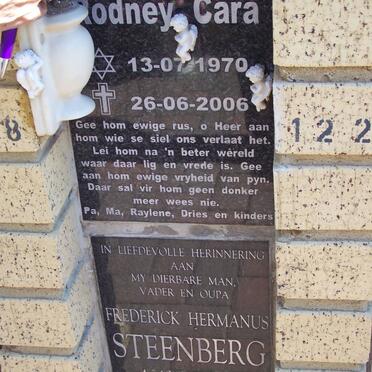 Rodney Cara
13-07-1970
26-06-2006
Gee hom ewige rus, o Heer aan
hom wie se siel ons verlaat het.
Lei hom na 'n beter wêreld
waar daar lig en vrede is. Gee
aan hom ewige vryheid van pyn.
Daar sal vir hom geen donker
meer wees nie.
Pa, Ma, Raylene, Dries en kinders
8
122
IN LIEFDEVOLLE HERINNERING
AAN
MY DIERBARE MAN,
VADER EN OUPA
FREDERICK HERMANUS
STEENBERG